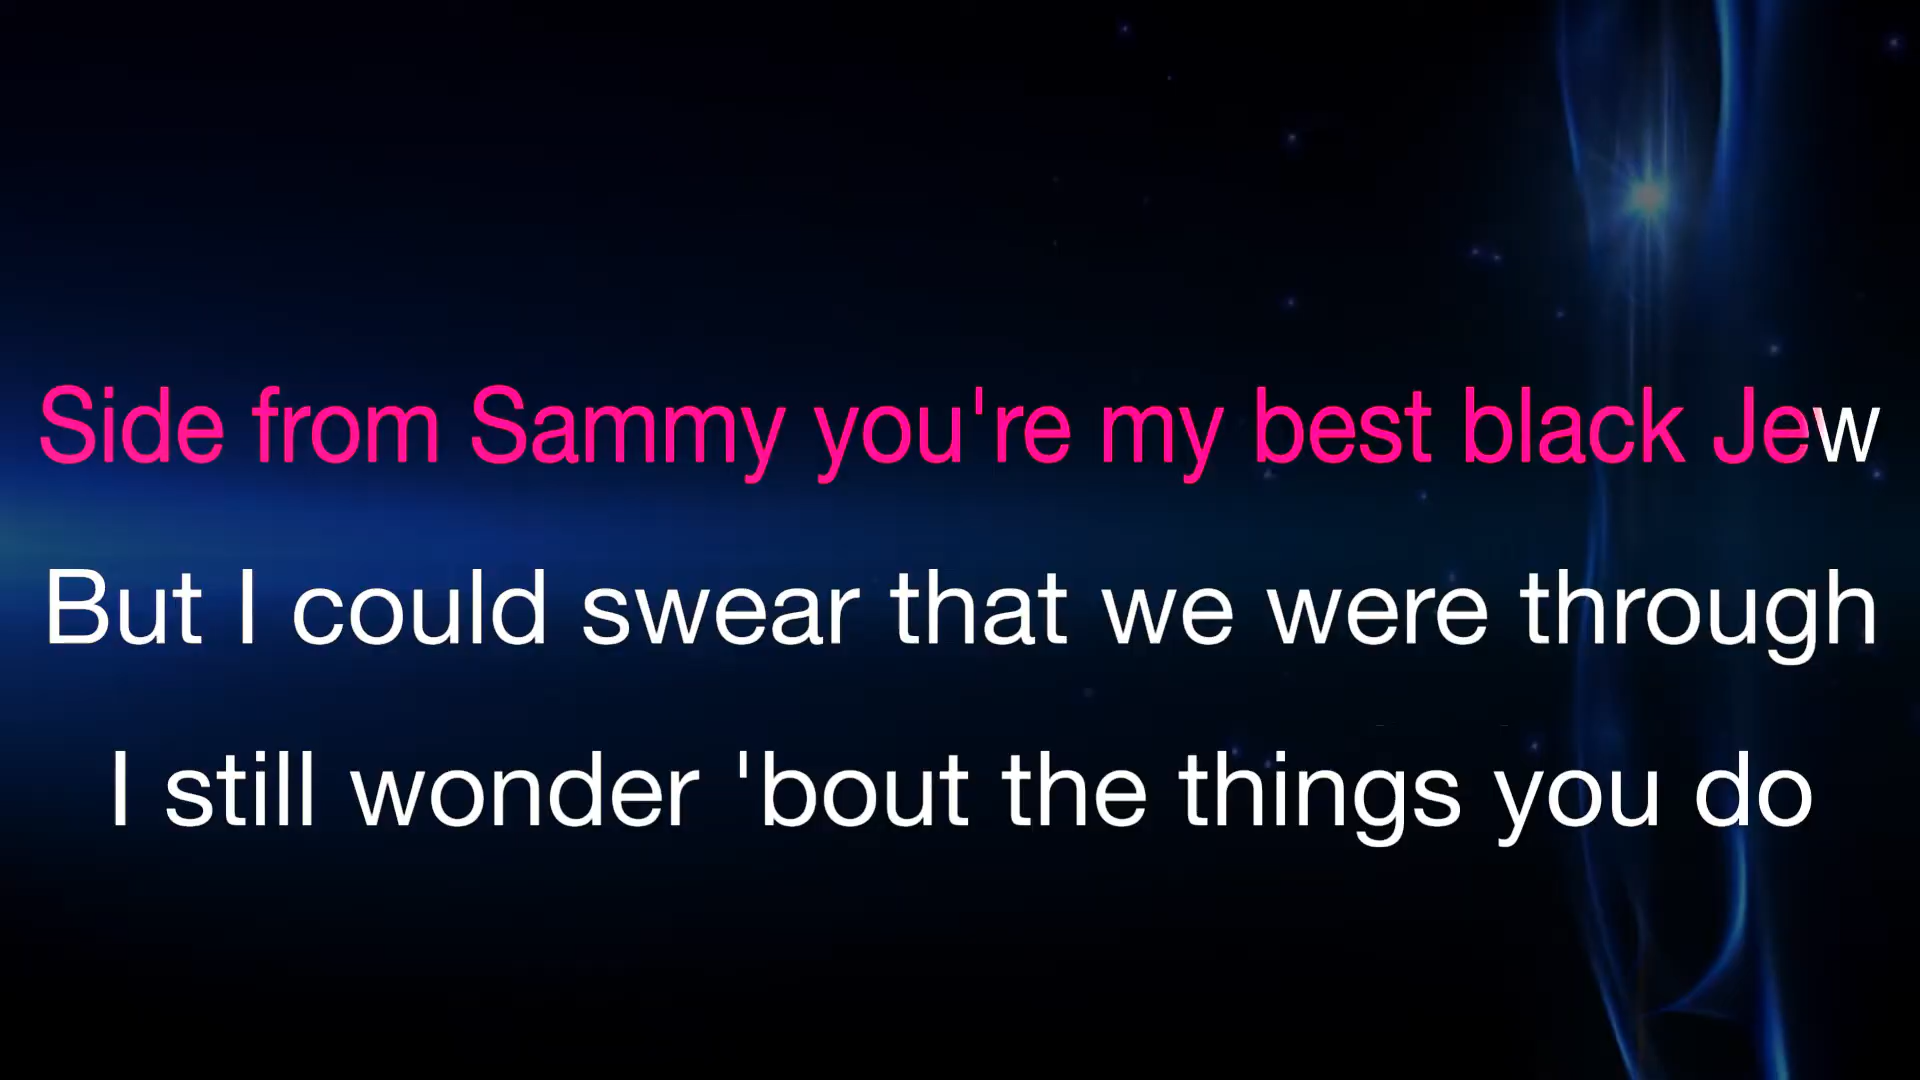 Side from Sammy you're my best black Jew
But I could swear that we were through
I still wonder 'bout the things you do